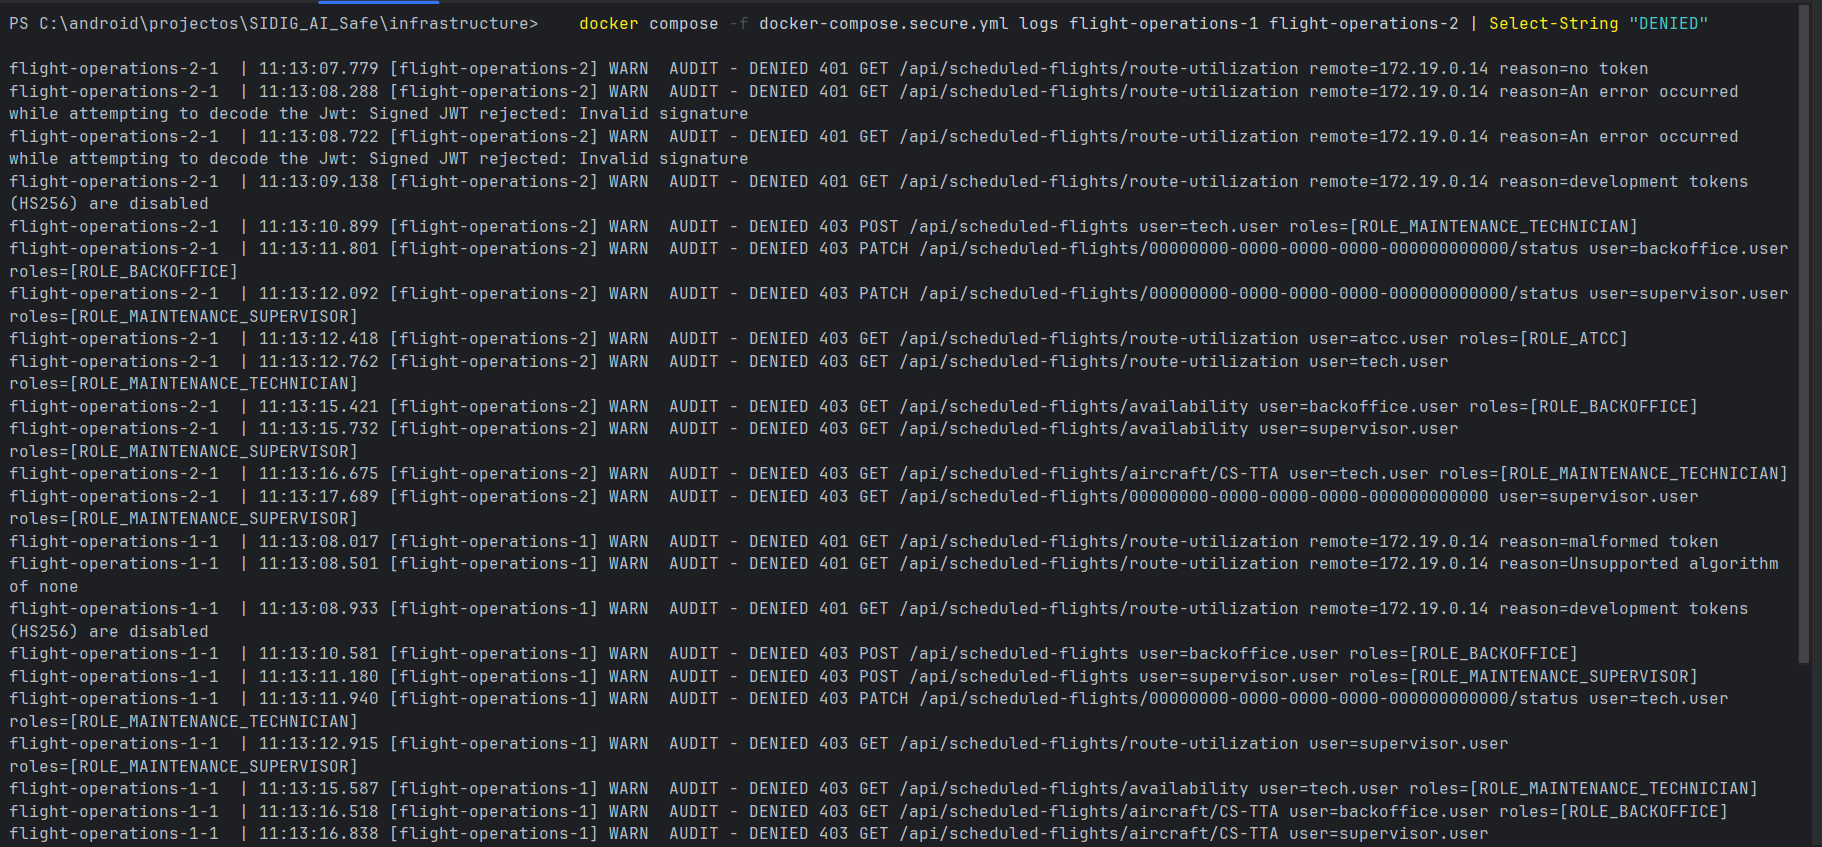 PS C:\android\projectos\SIDIG_AI_Safe\infrastructure>    docker compose -f docker-compose.secure.yml logs flight-operations-1 flight-operations-2 | Select-String "DENIED"
flight-operations-2-1  | 11:13:07.779 [flight-operations-2] WARN  AUDIT - DENIED 401 GET /api/scheduled-flights/route-utilization remote=172.19.0.14 reason=no token
flight-operations-2-1  | 11:13:08.288 [flight-operations-2] WARN  AUDIT - DENIED 401 GET /api/scheduled-flights/route-utilization remote=172.19.0.14 reason=An error occurred
while attempting to decode the Jwt: Signed JWT rejected: Invalid signature
flight-operations-2-1  | 11:13:08.722 [flight-operations-2] WARN  AUDIT - DENIED 401 GET /api/scheduled-flights/route-utilization remote=172.19.0.14 reason=An error occurred
while attempting to decode the Jwt: Signed JWT rejected: Invalid signature
flight-operations-2-1  | 11:13:09.138 [flight-operations-2] WARN  AUDIT - DENIED 401 GET /api/scheduled-flights/route-utilization remote=172.19.0.14 reason=development tokens
(HS256) are disabled
flight-operations-2-1  | 11:13:10.899 [flight-operations-2] WARN  AUDIT - DENIED 403 POST /api/scheduled-flights user=tech.user roles=[ROLE_MAINTENANCE_TECHNICIAN]
flight-operations-2-1  | 11:13:11.801 [flight-operations-2] WARN  AUDIT - DENIED 403 PATCH /api/scheduled-flights/00000000-0000-0000-0000-000000000000/status user=backoffice.user
roles=[ROLE_BACKOFFICE]
flight-operations-2-1  | 11:13:12.092 [flight-operations-2] WARN  AUDIT - DENIED 403 PATCH /api/scheduled-flights/00000000-0000-0000-0000-000000000000/status user=supervisor.user
roles=[ROLE_MAINTENANCE_SUPERVISOR]
flight-operations-2-1  | 11:13:12.418 [flight-operations-2] WARN  AUDIT - DENIED 403 GET /api/scheduled-flights/route-utilization user=atcc.user roles=[ROLE_ATCC]
flight-operations-2-1  | 11:13:12.762 [flight-operations-2] WARN  AUDIT - DENIED 403 GET /api/scheduled-flights/route-utilization user=tech.user
roles=[ROLE_MAINTENANCE_TECHNICIAN]
flight-operations-2-1  | 11:13:15.421 [flight-operations-2] WARN  AUDIT - DENIED 403 GET /api/scheduled-flights/availability user=backoffice.user roles=[ROLE_BACKOFFICE]
flight-operations-2-1  | 11:13:15.732 [flight-operations-2] WARN  AUDIT - DENIED 403 GET /api/scheduled-flights/availability user=supervisor.user
roles=[ROLE_MAINTENANCE_SUPERVISOR]
flight-operations-2-1  | 11:13:16.675 [flight-operations-2] WARN  AUDIT - DENIED 403 GET /api/scheduled-flights/aircraft/CS-TTA user=tech.user roles=[ROLE_MAINTENANCE_TECHNICIAN]
flight-operations-2-1  | 11:13:17.689 [flight-operations-2] WARN  AUDIT - DENIED 403 GET /api/scheduled-flights/00000000-0000-0000-0000-000000000000 user=supervisor.user
roles=[ROLE_MAINTENANCE_SUPERVISOR]
flight-operations-1-1  | 11:13:08.017 [flight-operations-1] WARN  AUDIT - DENIED 401 GET /api/scheduled-flights/route-utilization remote=172.19.0.14 reason=malformed token
flight-operations-1-1  | 11:13:08.501 [flight-operations-1] WARN  AUDIT - DENIED 401 GET /api/scheduled-flights/route-utilization remote=172.19.0.14 reason=Unsupported algorithm
of none
flight-operations-1-1  | 11:13:08.933 [flight-operations-1] WARN  AUDIT - DENIED 401 GET /api/scheduled-flights/route-utilization remote=172.19.0.14 reason=development tokens
(HS256) are disabled
flight-operations-1-1  | 11:13:10.581 [flight-operations-1] WARN  AUDIT - DENIED 403 POST /api/scheduled-flights user=backoffice.user roles=[ROLE_BACKOFFICE]
flight-operations-1-1  | 11:13:11.180 [flight-operations-1] WARN  AUDIT - DENIED 403 POST /api/scheduled-flights user=supervisor.user roles=[ROLE_MAINTENANCE_SUPERVISOR]
flight-operations-1-1  | 11:13:11.940 [flight-operations-1] WARN  AUDIT - DENIED 403 PATCH /api/scheduled-flights/00000000-0000-0000-0000-000000000000/status user=tech.user
roles=[ROLE_MAINTENANCE_TECHNICIAN]
flight-operations-1-1  | 11:13:12.915 [flight-operations-1] WARN  AUDIT - DENIED 403 GET /api/scheduled-flights/route-utilization user=supervisor.user
roles=[ROLE_MAINTENANCE_SUPERVISOR]
flight-operations-1-1  | 11:13:15.587 [flight-operations-1] WARN  AUDIT - DENIED 403 GET /api/scheduled-flights/availability user=tech.user roles=[ROLE_MAINTENANCE_TECHNICIAN]
flight-operations-1-1  | 11:13:16.518 [flight-operations-1] WARN  AUDIT - DENIED 403 GET /api/scheduled-flights/aircraft/CS-TTA user=backoffice.user roles=[ROLE_BACKOFFICE]
flight-operations-1-1  | 11:13:16.838 [flight-operations-1] WARN  AUDIT - DENIED 403 GET /api/scheduled-flights/aircraft/CS-TTA user=supervisor.user